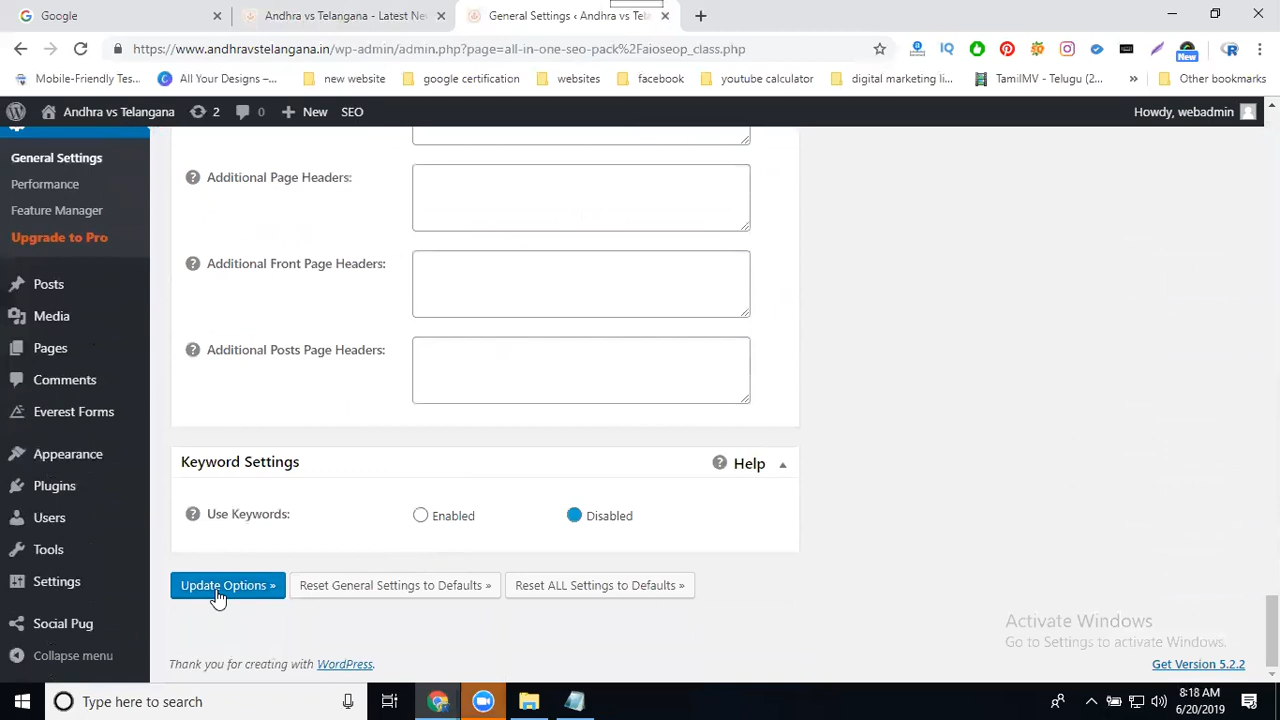 Google
Andhra vs Telangana - Latest Ne
General Settings ‹ Andhra vs Tela
https://www.andhravstelangana.in/wp-admin/admin.php?page=all-in-one-seo-pack%2Faioseop_class.php
Mobile-Friendly Tes...
All Your Designs –...
new website
google certification
websites
facebook
youtube calculator
digital marketing li...
TamilMV - Telugu (2...
»
Other bookmarks
Andhra vs Telangana
2
0
New
SEO
Howdy, webadmin
General Settings
Performance
Feature Manager
Upgrade to Pro
Posts
Media
Pages
Comments
Everest Forms
Appearance
Plugins
Users
Tools
Settings
Social Pug
Collapse menu
Additional Page Headers:
Additional Front Page Headers:
Additional Posts Page Headers:
Keyword Settings
Help
Use Keywords:
Enabled
Disabled
Update Options »
Reset General Settings to Defaults »
Reset ALL Settings to Defaults »
Activate Windows
Go to Settings to activate Windows.
Thank you for creating with WordPress.
Get Version 5.2.2
Type here to search
8:18 AM
6/20/2019